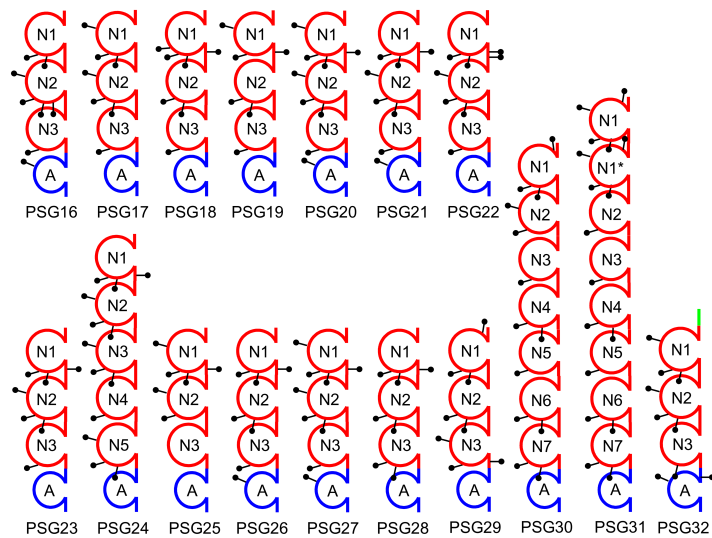 N1 N1 N1 N1 N1 N1 N1
N2 N2 N2 N2 N2 N2 N2
N3 N3 N3 N3 N3 N3 N3
A A A A A A A
PSG16 PSG17 PSG18 PSG19 PSG20 PSG21 PSG22
N1
N1 N1*
N2 N2
N3 N3
N4 N4
N5 N5
N6 N6
N7 N7
A A
PSG30 PSG31
N1
N2
N1 N3 N1 N1 N1 N1 N1 N1
N2 N4 N2 N2 N2 N2 N2 N2
N3 N5 N3 N3 N3 N3 N3 N3
A A A A A A A A
PSG23 PSG24 PSG25 PSG26 PSG27 PSG28 PSG29 PSG32